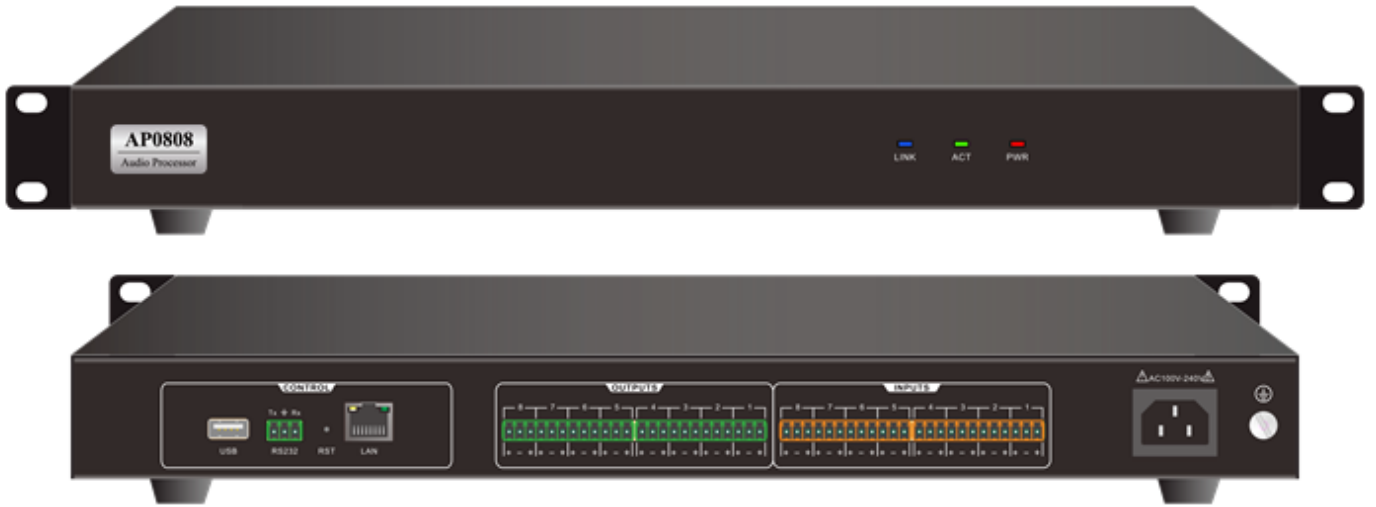 AP0808
Audio Processor
LINK ACT PWR
CONTROL OUTPUTS INPUTS
AC100V-240V
Tx Rx
8 7 6 5 4 3 2 1 8 7 6 5 4 3 2 1
USB RS232 RST LAN